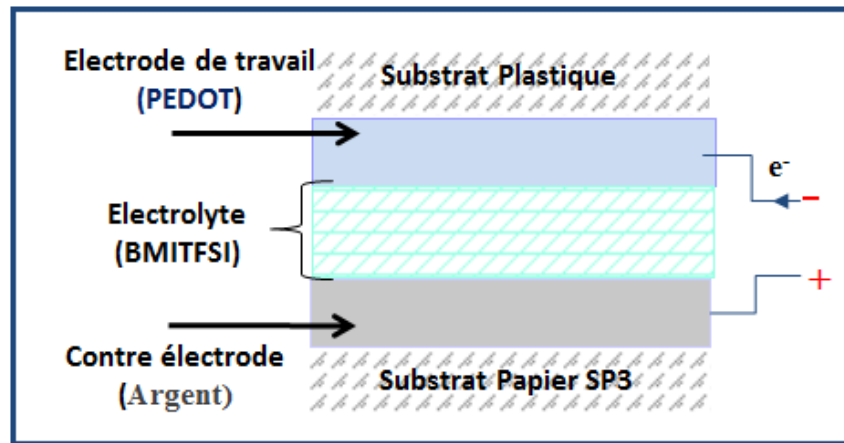 Electrode de travail
(PEDOT)
Substrat Plastique
e-
-
Electrolyte
(BMITFSI)
+
Contre électrode
(Argent)
Substrat Papier SP3